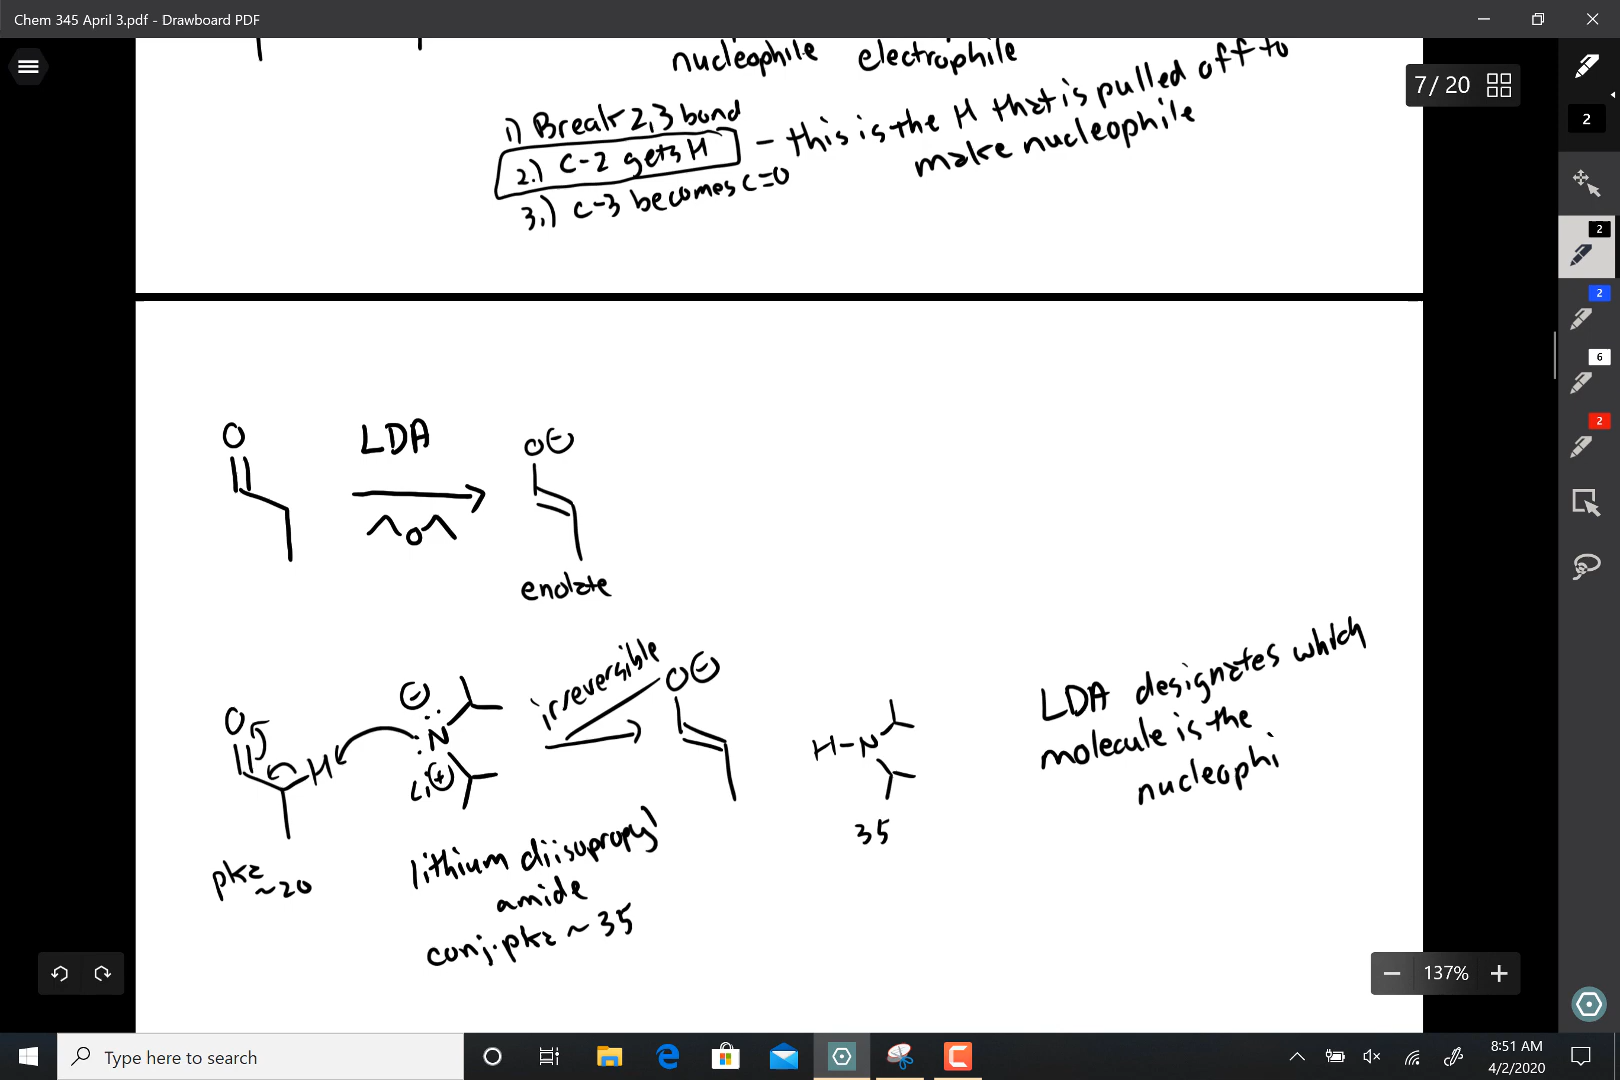 Chem 345 April 3.pdf - Drawboard PDF
nucleophile electrophile
7/20
2
1) Break 2,3 bond
2.) C-2 gets H – this is the H that is pulled off to
make nucleophile
3.) C-3 becomes C=O
2
2
6
2
O LDA O⊖
O
enolate
irreversible
O ⊖ O⊖
H :N: H-N
Li⊕
35
LDA designates which
molecule is the
nucleophi
pka
~20
lithium diisopropyl
amide
conj. pka ~ 35
137%
Type here to search
8:51 AM
4/2/2020